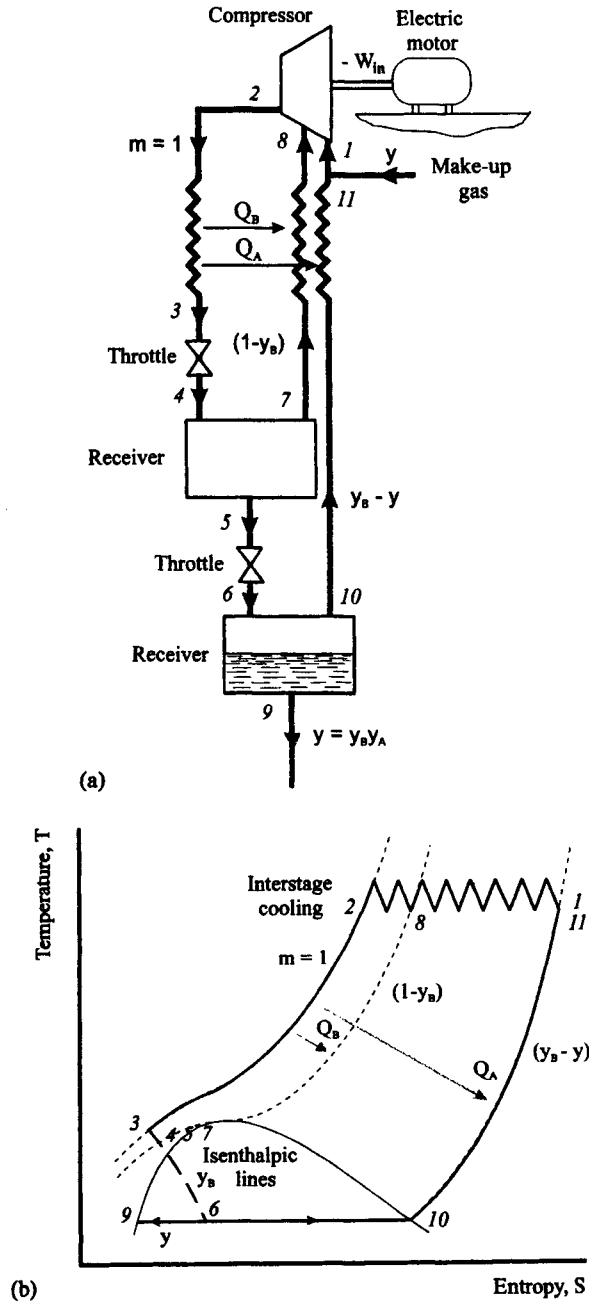 Compressor
Electric
motor
- W_in
2
8
1
m = 1
y
Make-up
gas
11
Q_B
Q_A
3
Throttle
(1-y_B)
4
7
Receiver
5
y_B - y
Throttle
6
10
Receiver
9
y = y_B y_A
(a)
Temperature, T
Interstage
cooling
2
8
1
11
m = 1
(1-y_B)
Q_B
Q_A
(y_B - y)
3
4
5
7
Isenthalpic
lines
y_B
9
6
10
y
(b)
Entropy, S